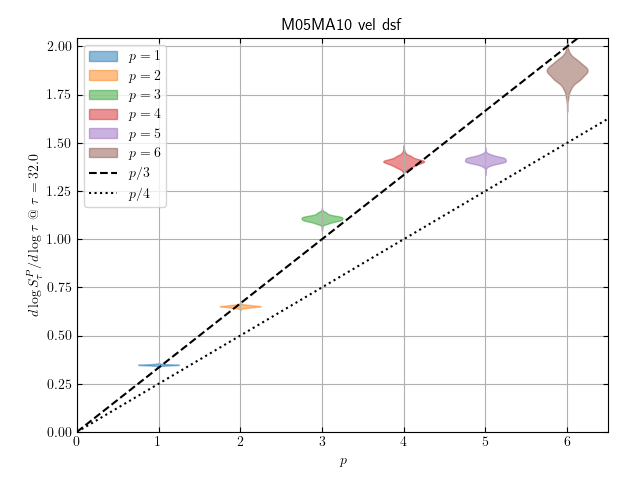 M05MA10 vel dsf
2.00
1.75
1.50
1.25
1.00
0.75
0.50
0.25
0.00
d log S_τ^P / d log τ @ τ = 32.0
p = 1
p = 2
p = 3
p = 4
p = 5
p = 6
p/3
p/4
0 1 2 3 4 5 6
p